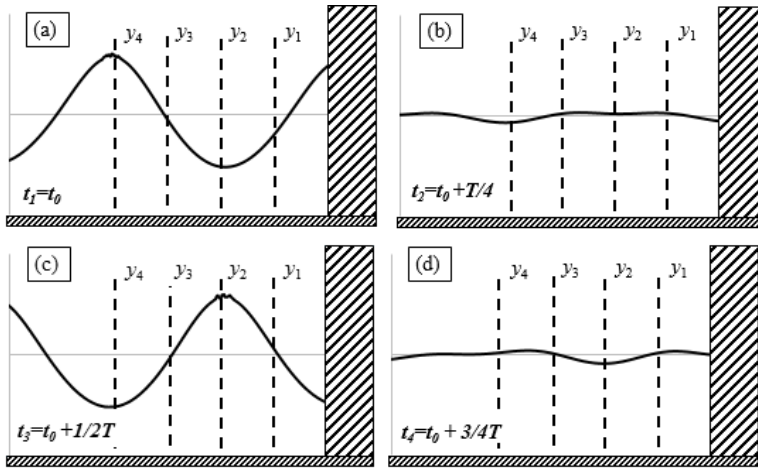 (a)
y4 y3 y2 y1
t1=t0
(b)
y4 y3 y2 y1
t2=t0 +T/4
(c)
y4 y3 y2 y1
t3=t0 +1/2T
(d)
y4 y3 y2 y1
t4=t0 + 3/4T